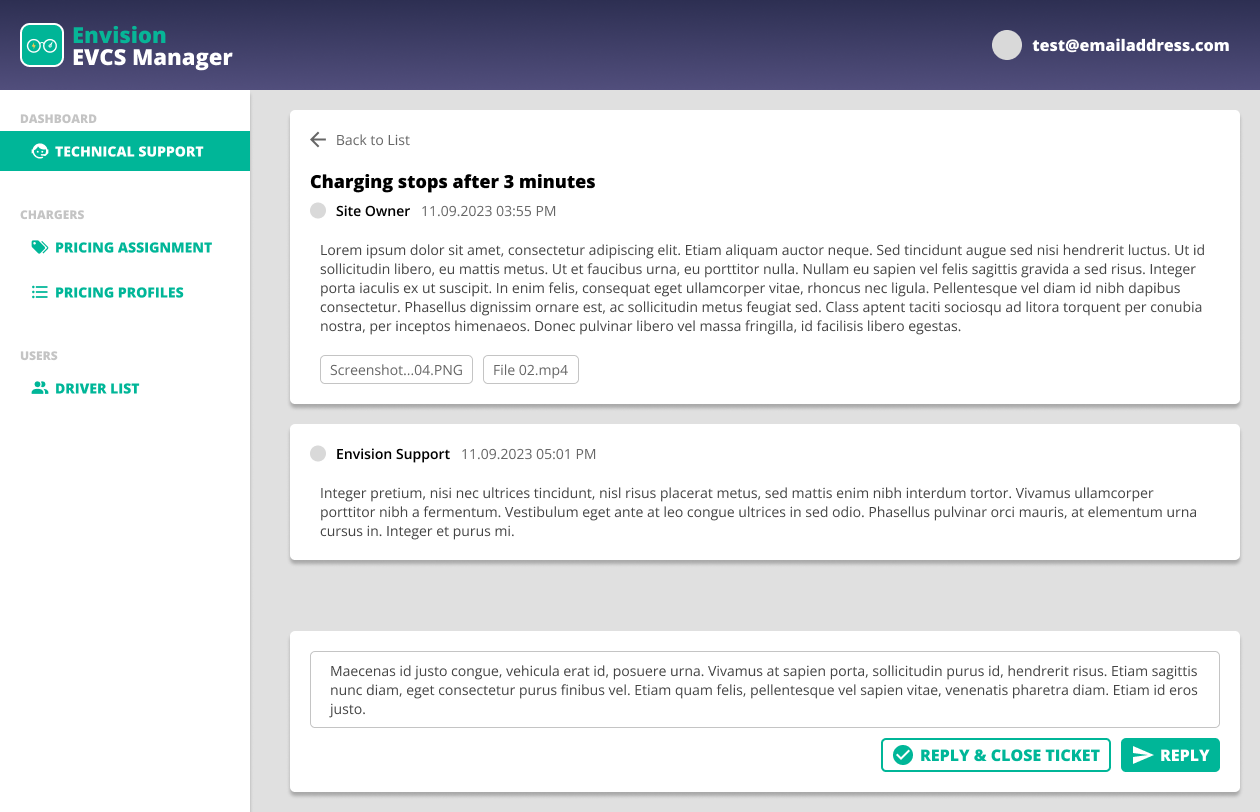 Envision
EVCS Manager
test@emailaddress.com
DASHBOARD
TECHNICAL SUPPORT
CHARGERS
PRICING ASSIGNMENT
PRICING PROFILES
USERS
DRIVER LIST
Back to List
Charging stops after 3 minutes
Site Owner 11.09.2023 03:55 PM
Lorem ipsum dolor sit amet, consectetur adipiscing elit. Etiam aliquam auctor neque. Sed tincidunt augue sed nisi hendrerit luctus. Ut id
sollicitudin libero, eu mattis metus. Ut et faucibus urna, eu porttitor nulla. Nullam eu sapien vel felis sagittis gravida a sed risus. Integer
porta iaculis ex ut suscipit. In enim felis, consequat eget ullamcorper vitae, rhoncus nec ligula. Pellentesque vel diam id nibh dapibus
consectetur. Phasellus dignissim ornare est, ac sollicitudin metus feugiat sed. Class aptent taciti sociosqu ad litora torquent per conubia
nostra, per inceptos himenaeos. Donec pulvinar libero vel massa fringilla, id facilisis libero egestas.
Screenshot...04.PNG File 02.mp4
Envision Support 11.09.2023 05:01 PM
Integer pretium, nisi nec ultrices tincidunt, nisl risus placerat metus, sed mattis enim nibh interdum tortor. Vivamus ullamcorper
porttitor nibh a fermentum. Vestibulum eget ante at leo congue ultrices in sed odio. Phasellus pulvinar orci mauris, at elementum urna
cursus in. Integer et purus mi.
Maecenas id justo congue, vehicula erat id, posuere urna. Vivamus at sapien porta, sollicitudin purus id, hendrerit risus. Etiam sagittis
nunc diam, eget consectetur purus finibus vel. Etiam quam felis, pellentesque vel sapien vitae, venenatis pharetra diam. Etiam id eros
justo.
REPLY & CLOSE TICKET REPLY